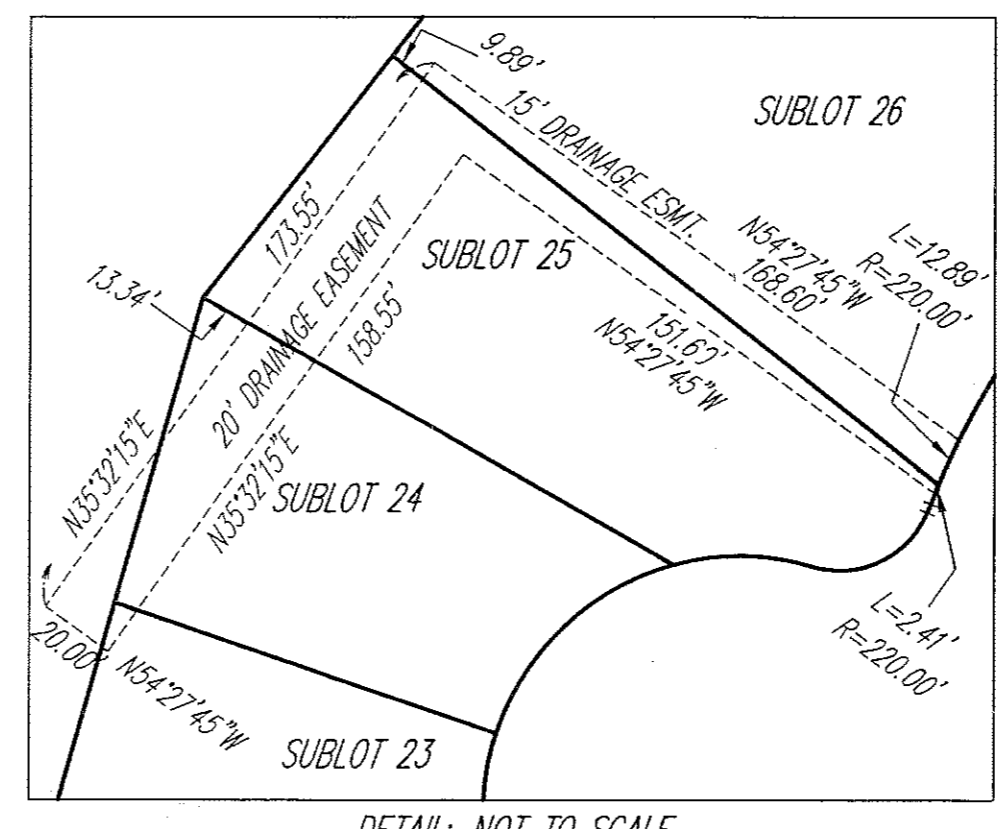 9.89'
SUBLOT 26
15' DRAINAGE ESMT.
N54°27'45"W
168.60'
L=12.89'
R=220.00'
173.55'
SUBLOT 25
13.34'
20' DRAINAGE EASEMENT
158.55'
151.60'
N54°27'45"W
N35°32'15"E
N35°32'15"E
SUBLOT 24
L=2.41'
R=220.00'
20.00'
N54°27'45"W
SUBLOT 23
DETAIL: NOT TO SCALE